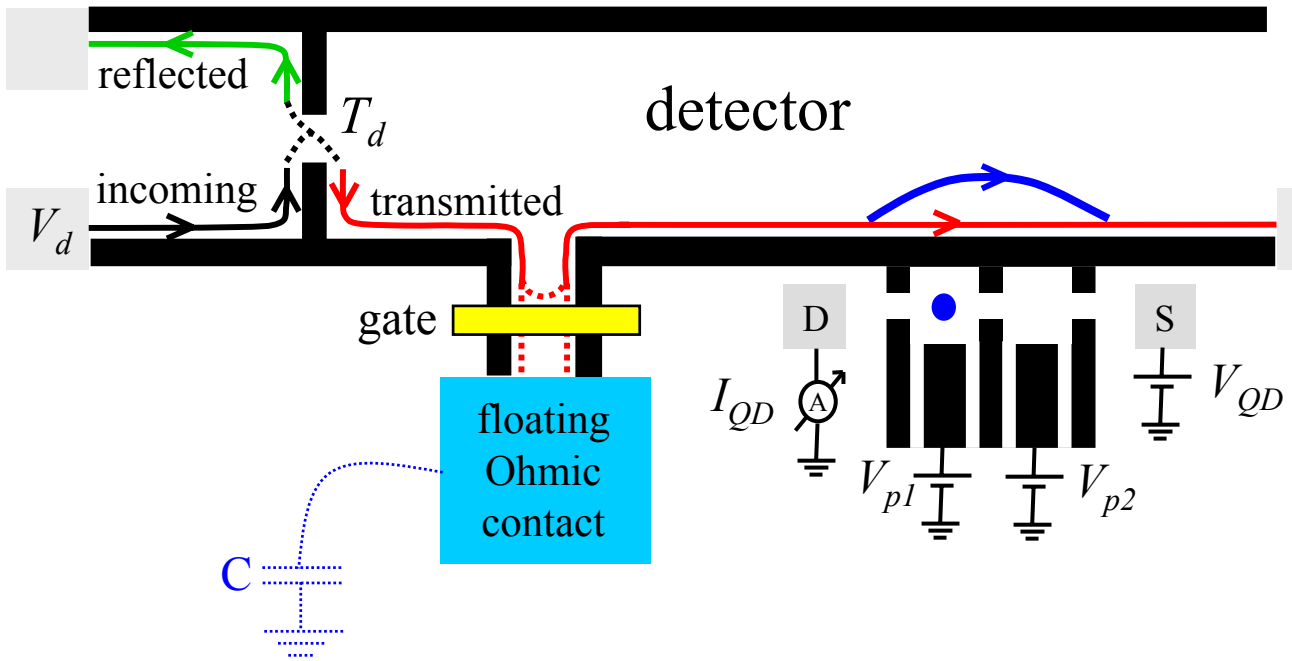 reflected
T_d
detector
incoming
V_d
transmitted
gate
D
S
floating
Ohmic
contact
I_QD
A
V_QD
V_p1
V_p2
C